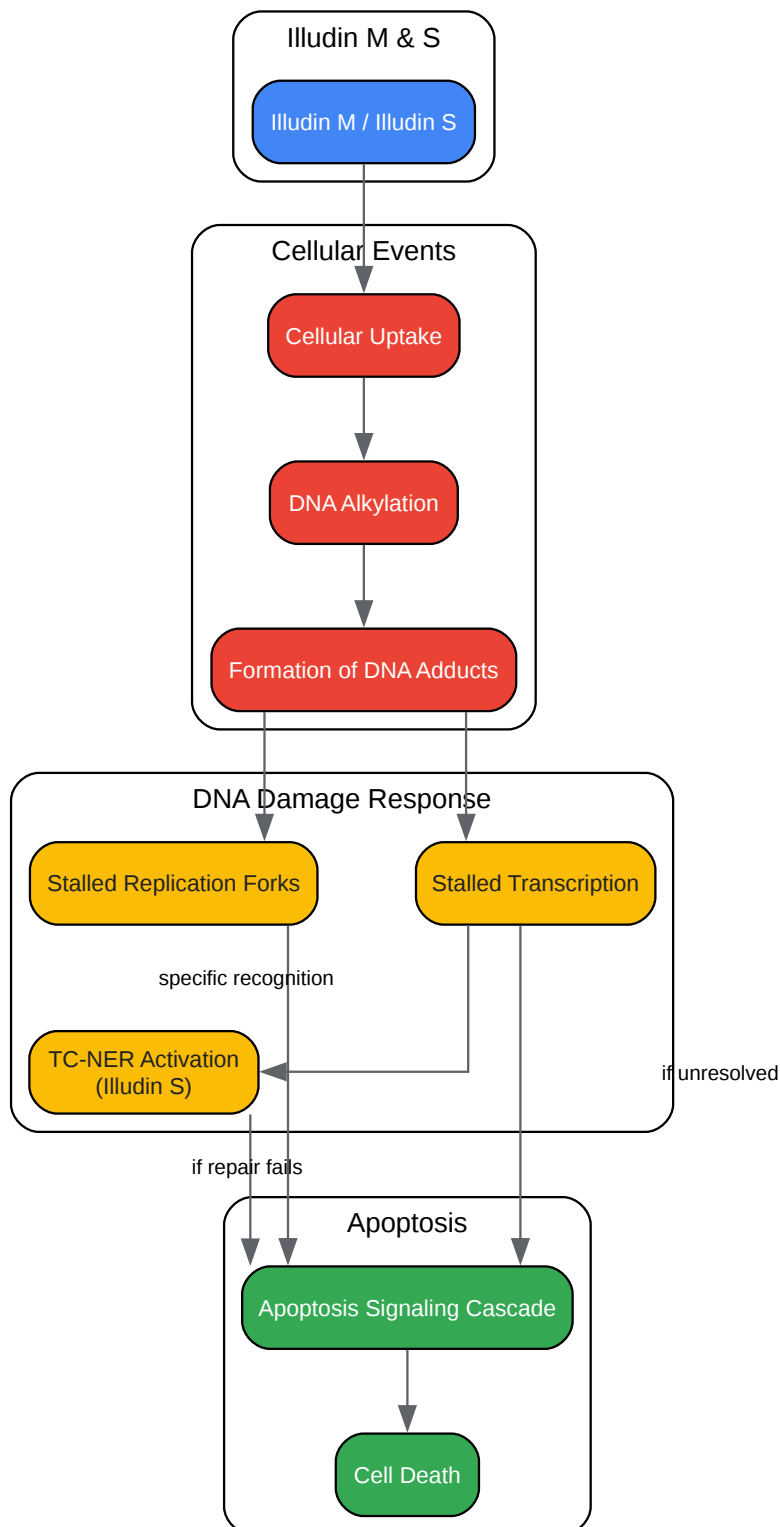 Illudin M & S
Illudin M / Illudin S
Cellular Events
Cellular Uptake
DNA Alkylation
Formation of DNA Adducts
DNA Damage Response
Stalled Replication Forks
Stalled Transcription
specific recognition
TC-NER Activation
(Illudin S)
if unresolved
if repair fails
Apoptosis
Apoptosis Signaling Cascade
Cell Death